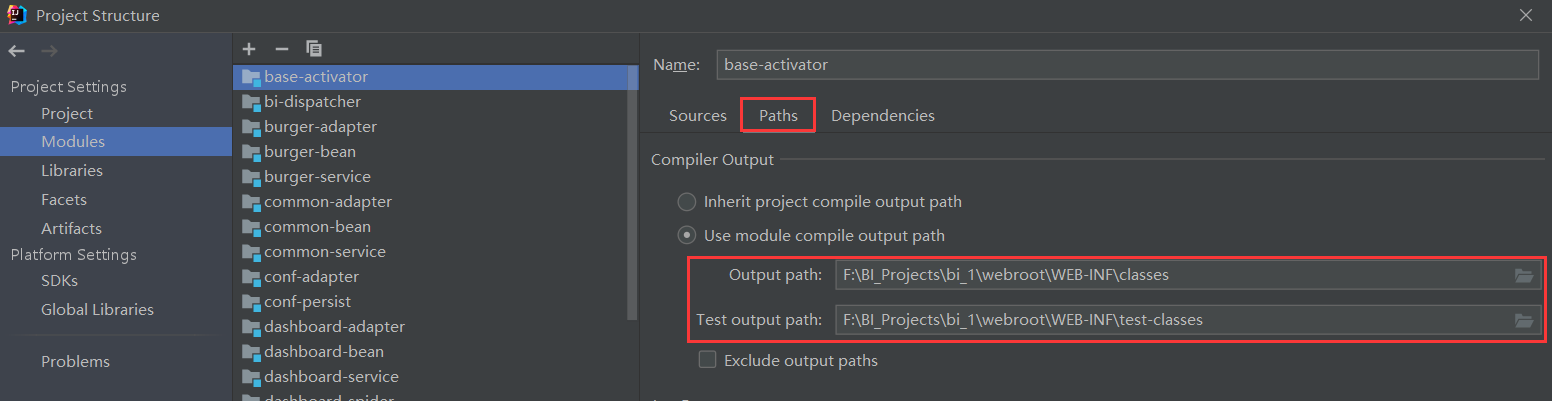 Project Structure
Project Settings
Project
Modules
Libraries
Facets
Artifacts
Platform Settings
SDKs
Global Libraries
Problems
base-activator
bi-dispatcher
burger-adapter
burger-bean
burger-service
common-adapter
common-bean
common-service
conf-adapter
conf-persist
dashboard-adapter
dashboard-bean
dashboard-service
dashboard-spider
Name: base-activator
Sources Paths Dependencies
Compiler Output
Inherit project compile output path
Use module compile output path
Output path: F:\BI_Projects\bi_1\webroot\WEB-INF\classes
Test output path: F:\BI_Projects\bi_1\webroot\WEB-INF\test-classes
Exclude output paths